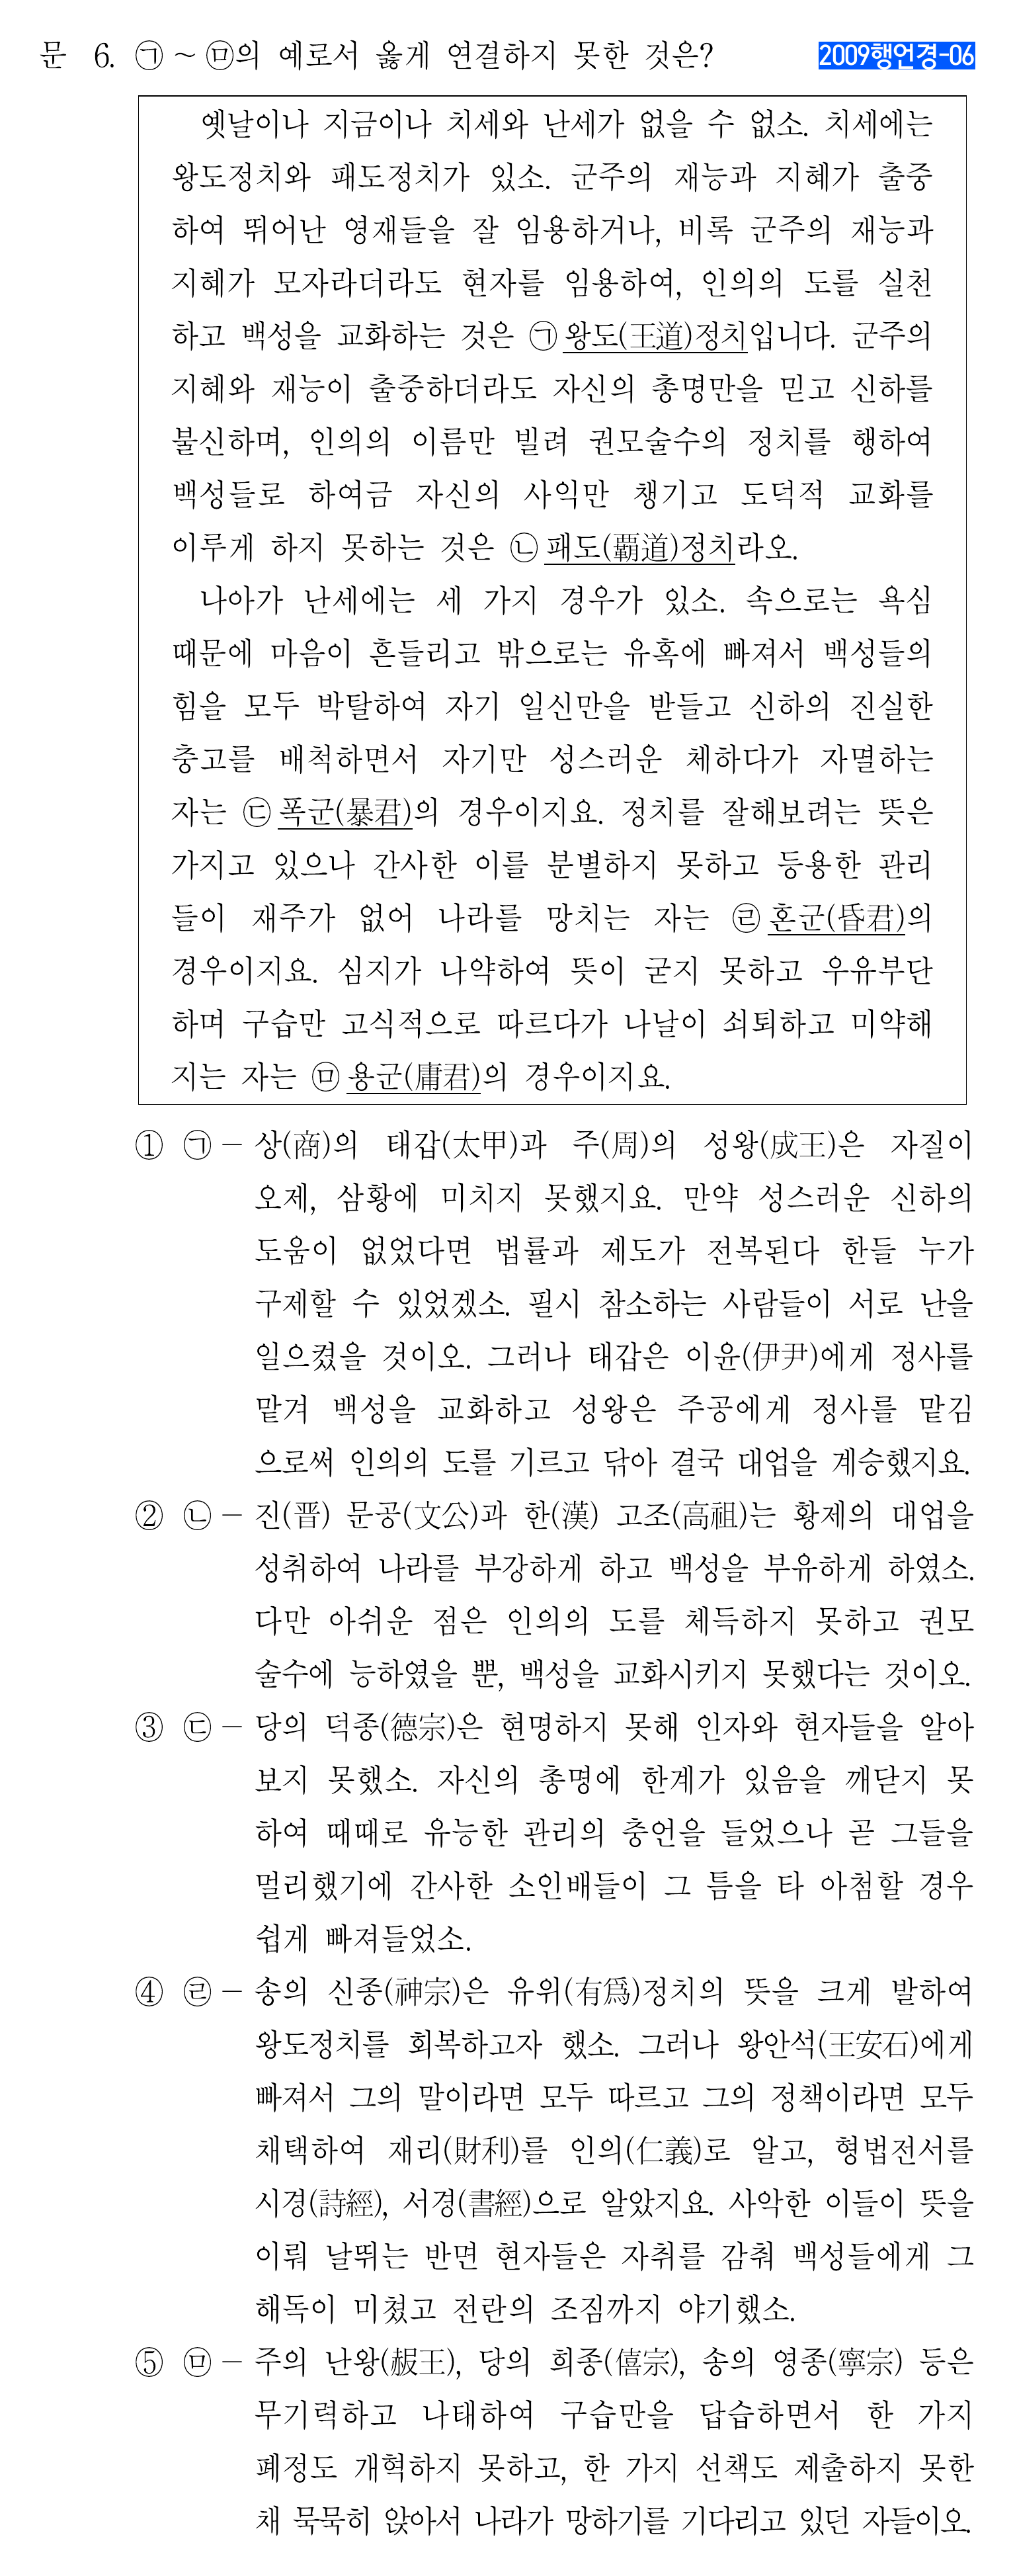 문 6. ㉠ ~ ㉤의 예로서 옳게 연결하지 못한 것은?
2009행언경-06
옛날이나 지금이나 치세와 난세가 없을 수 없소. 치세에는
왕도정치와 패도정치가 있소. 군주의 재능과 지혜가 출중
하여 뛰어난 영재들을 잘 임용하거나, 비록 군주의 재능과
지혜가 모자라더라도 현자를 임용하여, 인의의 도를 실천
하고 백성을 교화하는 것은 ㉠왕도(王道)정치입니다. 군주의
지혜와 재능이 출중하더라도 자신의 총명만을 믿고 신하를
불신하며, 인의의 이름만 빌려 권모술수의 정치를 행하여
백성들로 하여금 자신의 사익만 챙기고 도덕적 교화를
이루게 하지 못하는 것은 ㉡패도(覇道)정치라오.
나아가 난세에는 세 가지 경우가 있소. 속으로는 욕심
때문에 마음이 흔들리고 밖으로는 유혹에 빠져서 백성들의
힘을 모두 박탈하여 자기 일신만을 받들고 신하의 진실한
충고를 배척하면서 자기만 성스러운 체하다가 자멸하는
자는 ㉢폭군(暴君)의 경우이지요. 정치를 잘해보려는 뜻은
가지고 있으나 간사한 이를 분별하지 못하고 등용한 관리
들이 재주가 없어 나라를 망치는 자는 ㉣혼군(昏君)의
경우이지요. 심지가 나약하여 뜻이 굳지 못하고 우유부단
하며 구습만 고식적으로 따르다가 나날이 쇠퇴하고 미약해
지는 자는 ㉤용군(庸君)의 경우이지요.
① ㉠ － 상(商)의 태갑(太甲)과 주(周)의 성왕(成王)은 자질이
오제, 삼황에 미치지 못했지요. 만약 성스러운 신하의
도움이 없었다면 법률과 제도가 전복된다 한들 누가
구제할 수 있었겠소. 필시 참소하는 사람들이 서로 난을
일으켰을 것이오. 그러나 태갑은 이윤(伊尹)에게 정사를
맡겨 백성을 교화하고 성왕은 주공에게 정사를 맡김
으로써 인의의 도를 기르고 닦아 결국 대업을 계승했지요.
② ㉡ － 진(晋) 문공(文公)과 한(漢) 고조(高祖)는 황제의 대업을
성취하여 나라를 부강하게 하고 백성을 부유하게 하였소.
다만 아쉬운 점은 인의의 도를 체득하지 못하고 권모
술수에 능하였을 뿐, 백성을 교화시키지 못했다는 것이오.
③ ㉢ － 당의 덕종(德宗)은 현명하지 못해 인자와 현자들을 알아
보지 못했소. 자신의 총명에 한계가 있음을 깨닫지 못
하여 때때로 유능한 관리의 충언을 들었으나 곧 그들을
멀리했기에 간사한 소인배들이 그 틈을 타 아첨할 경우
쉽게 빠져들었소.
④ ㉣ － 송의 신종(神宗)은 유위(有爲)정치의 뜻을 크게 발하여
왕도정치를 회복하고자 했소. 그러나 왕안석(王安石)에게
빠져서 그의 말이라면 모두 따르고 그의 정책이라면 모두
채택하여 재리(財利)를 인의(仁義)로 알고, 형법전서를
시경(詩經), 서경(書經)으로 알았지요. 사악한 이들이 뜻을
이뤄 날뛰는 반면 현자들은 자취를 감춰 백성들에게 그
해독이 미쳤고 전란의 조짐까지 야기했소.
⑤ ㉤ － 주의 난왕(赧王), 당의 희종(僖宗), 송의 영종(寧宗) 등은
무기력하고 나태하여 구습만을 답습하면서 한 가지
폐정도 개혁하지 못하고, 한 가지 선책도 제출하지 못한
채 묵묵히 앉아서 나라가 망하기를 기다리고 있던 자들이오.